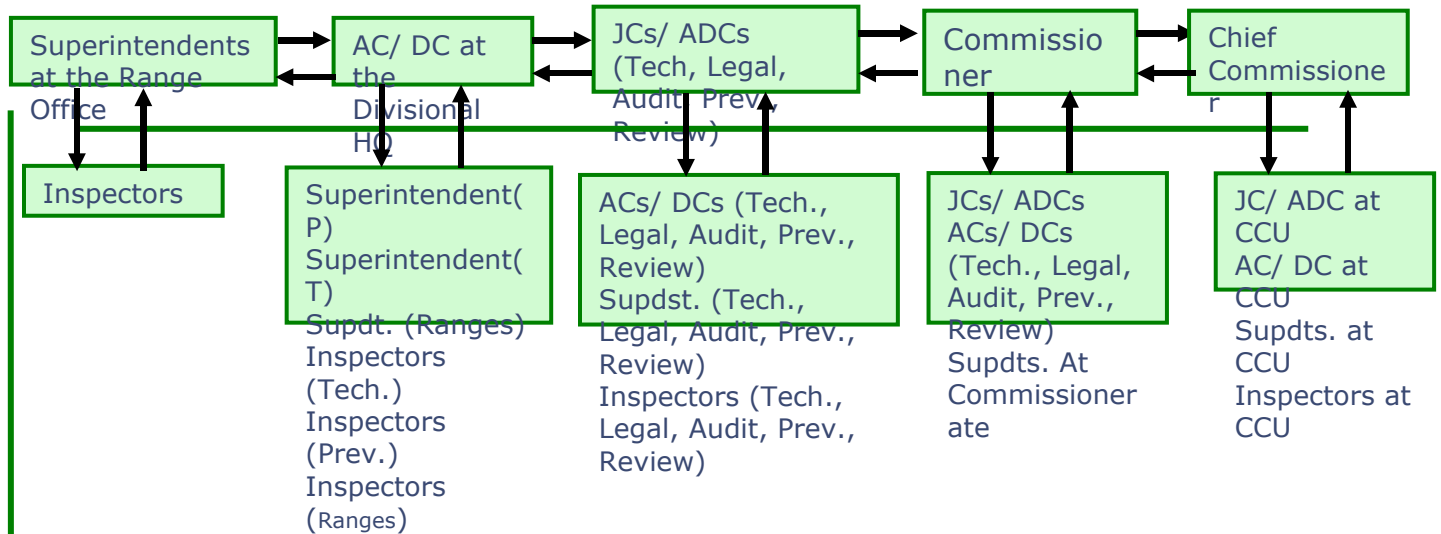 Superintendents
at the Range
Office
AC/ DC at
the
Divisional
HQ
JCs/ ADCs
(Tech, Legal,
Audit, Prev.,
Review)
Commissio
ner
Chief
Commissione
r
Inspectors
Superintendent(
P)
Superintendent(
T)
Supdt. (Ranges)
Inspectors
(Tech.)
Inspectors
(Prev.)
Inspectors
(Ranges)
ACs/ DCs (Tech.,
Legal, Audit, Prev.,
Review)
Supdst. (Tech.,
Legal, Audit, Prev.,
Review)
Inspectors (Tech.,
Legal, Audit, Prev.,
Review)
JCs/ ADCs
ACs/ DCs
(Tech., Legal,
Audit, Prev.,
Review)
Supdts. At
Commissioner
ate
JC/ ADC at
CCU
AC/ DC at
CCU
Supdts. at
CCU
Inspectors at
CCU